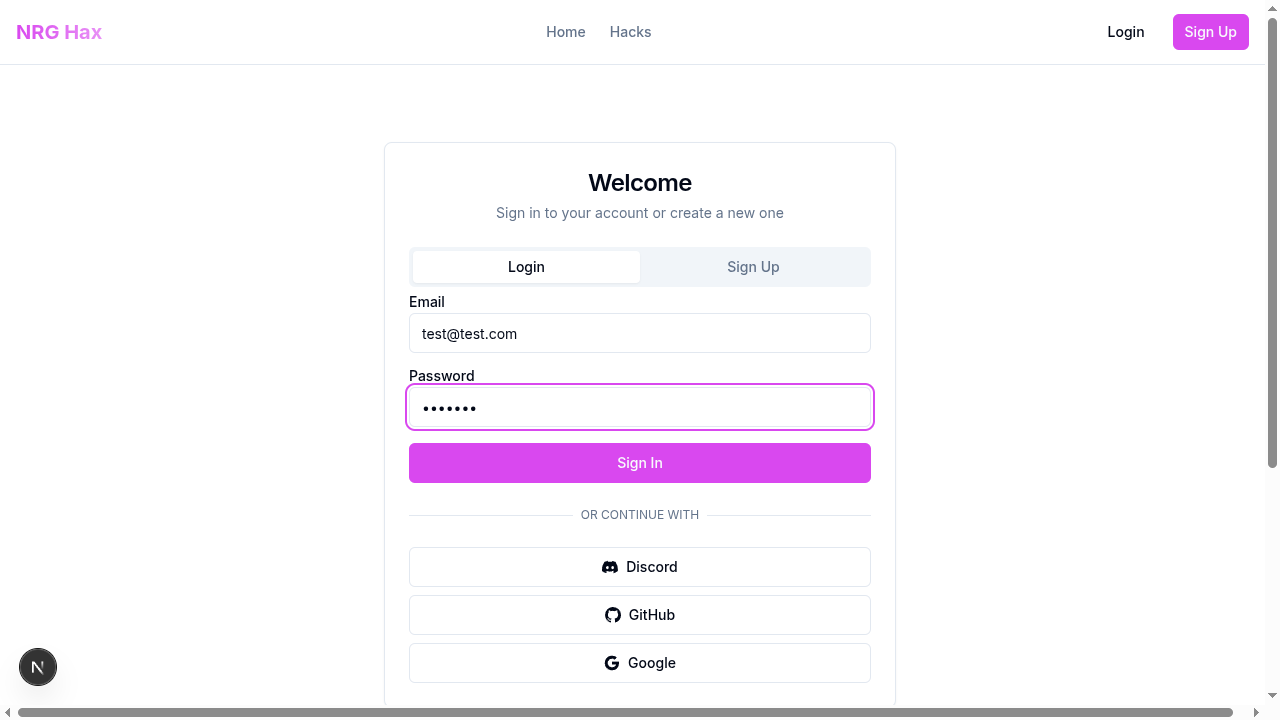 NRG Hax
Home
Hacks
Login
Sign Up
Welcome
Sign in to your account or create a new one
Login
Sign Up
Email
test@test.com
Password
•••••••
Sign In
OR CONTINUE WITH
Discord
GitHub
Google
N